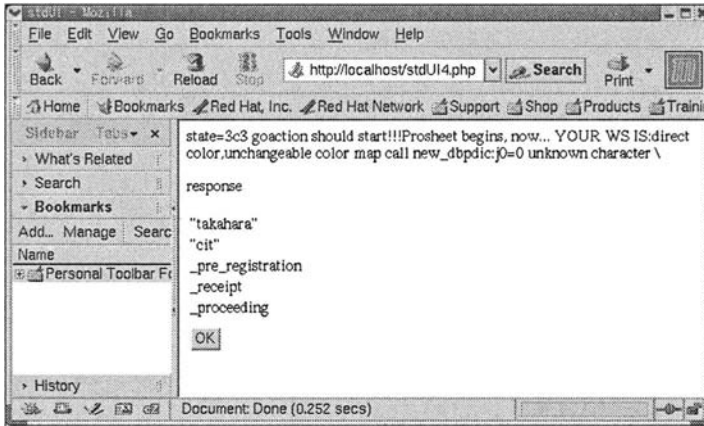 stdUI - Mozilla
File Edit View Go Bookmarks Tools Window Help
Back Forward Reload Stop http://localhost/stdUI4.php Search Print
Home Bookmarks Red Hat, Inc. Red Hat Network Support Shop Products Traini
Sidebar Tabs
What's Related
Search
Bookmarks
Add... Manage Searc
Name
Personal Toolbar Fo
History
state=3c3 goaction should start!!!Prosheet begins, now... YOUR WS IS:direct
color,unchangeable color map call new_dbpdic:j0=0 unknown character \
response
"takahara"
"cit"
_pre_registration
_receipt
_proceeding
OK
Document: Done (0.252 secs)